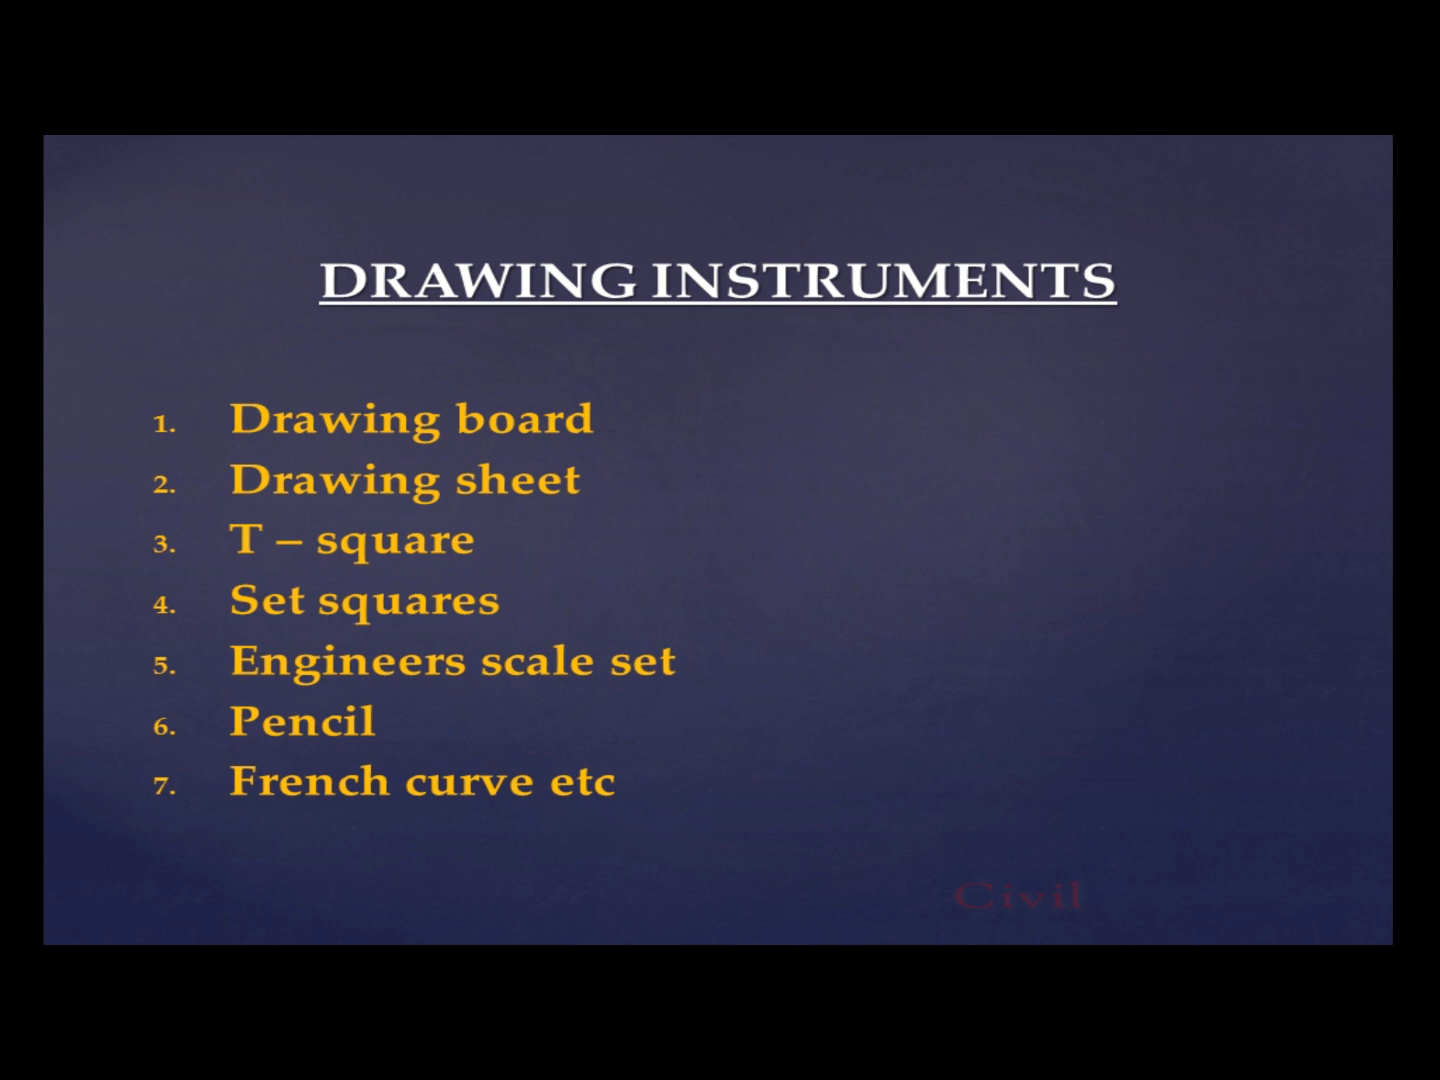 DRAWING INSTRUMENTS
1. Drawing board
2. Drawing sheet
3. T – square
4. Set squares
5. Engineers scale set
6. Pencil
7. French curve etc
Civil